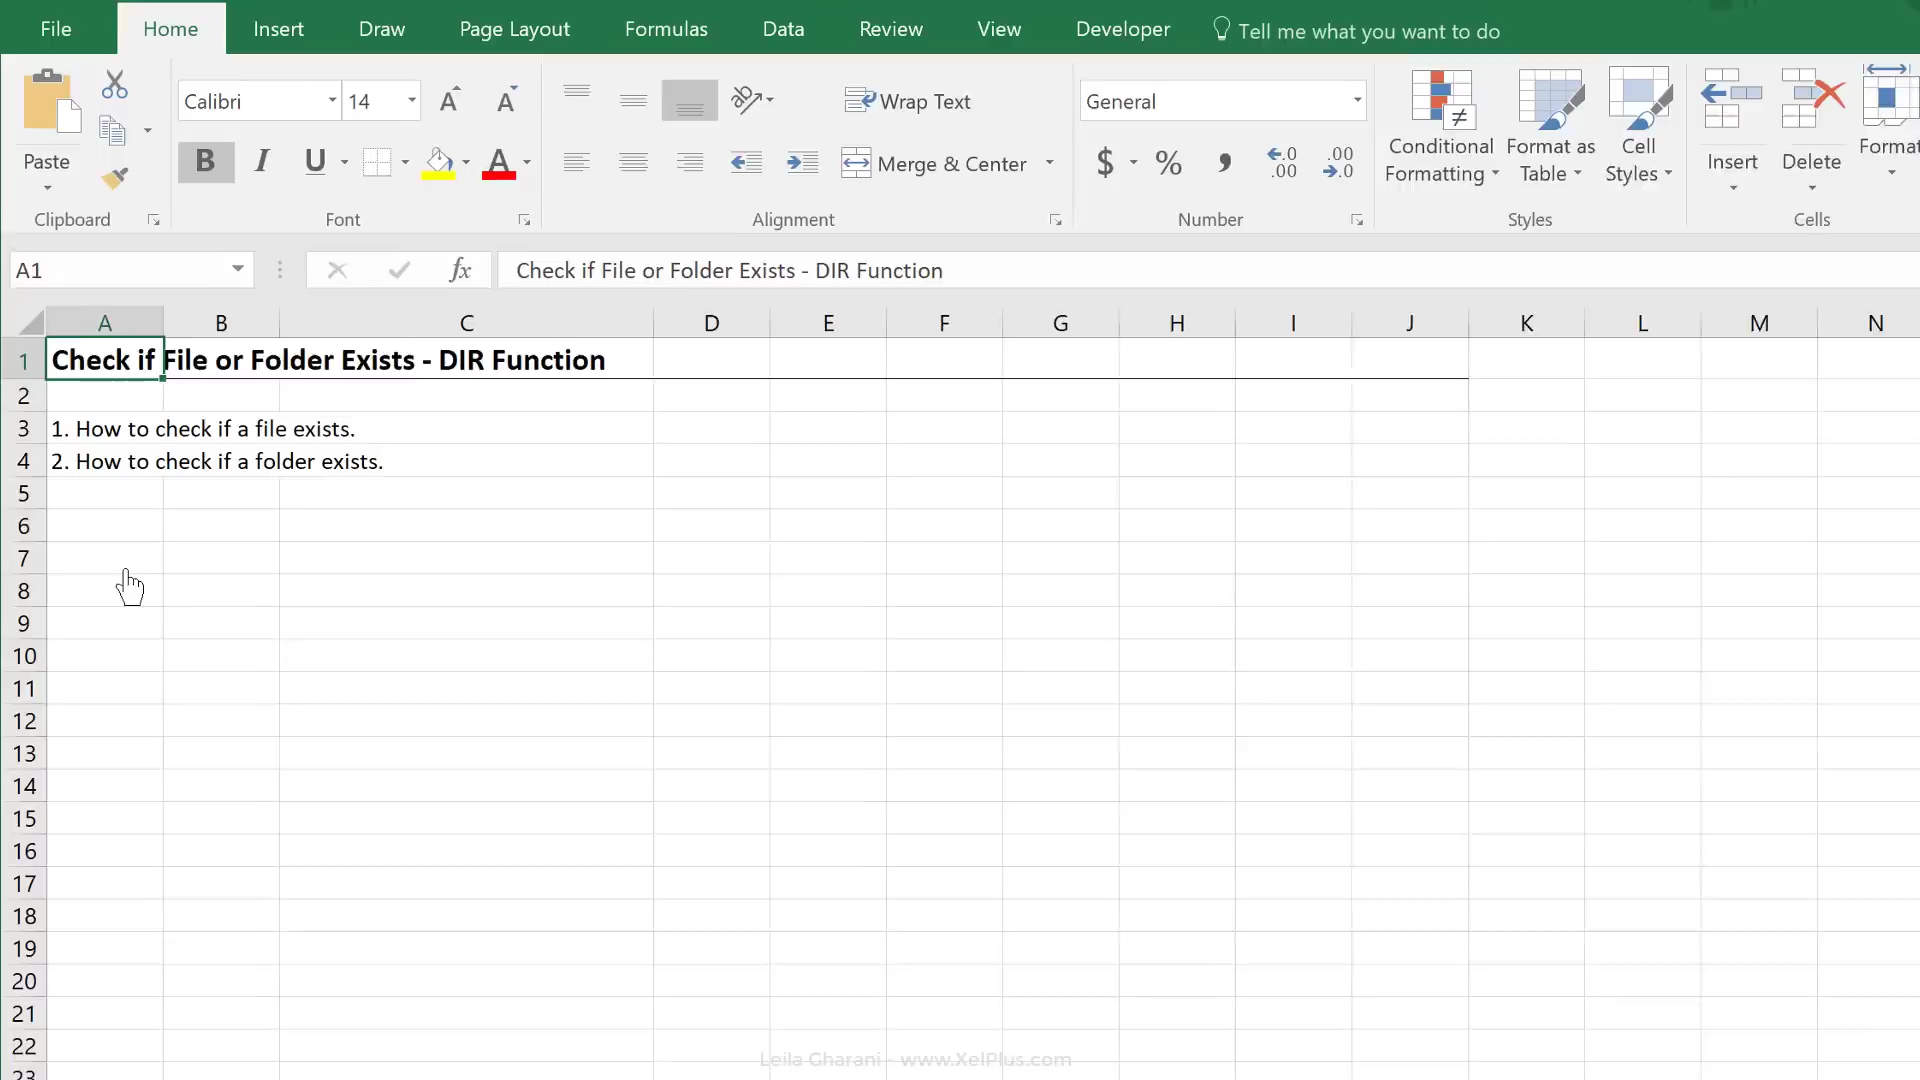 File Home Insert Draw Page Layout Formulas Data Review View Developer Tell me what you want to do
Calibri 14 Wrap Text General
Paste B I U A Merge & Center $ % Conditional Formatting Format as Table Cell Styles Insert Delete Format
Clipboard Font Alignment Number Styles Cells
A1 fx Check if File or Folder Exists - DIR Function
A B C D E F G H I J K L M N
1 Check if File or Folder Exists - DIR Function
2
3 1. How to check if a file exists.
4 2. How to check if a folder exists.
5
6
7
8
9
10
11
12
13
14
15
16
17
18
19
20
21
22
23
Leila Gharani - www.XelPlus.com